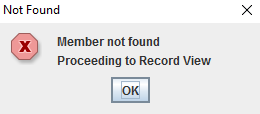 Not Found
Member not found
Proceeding to Record View
OK